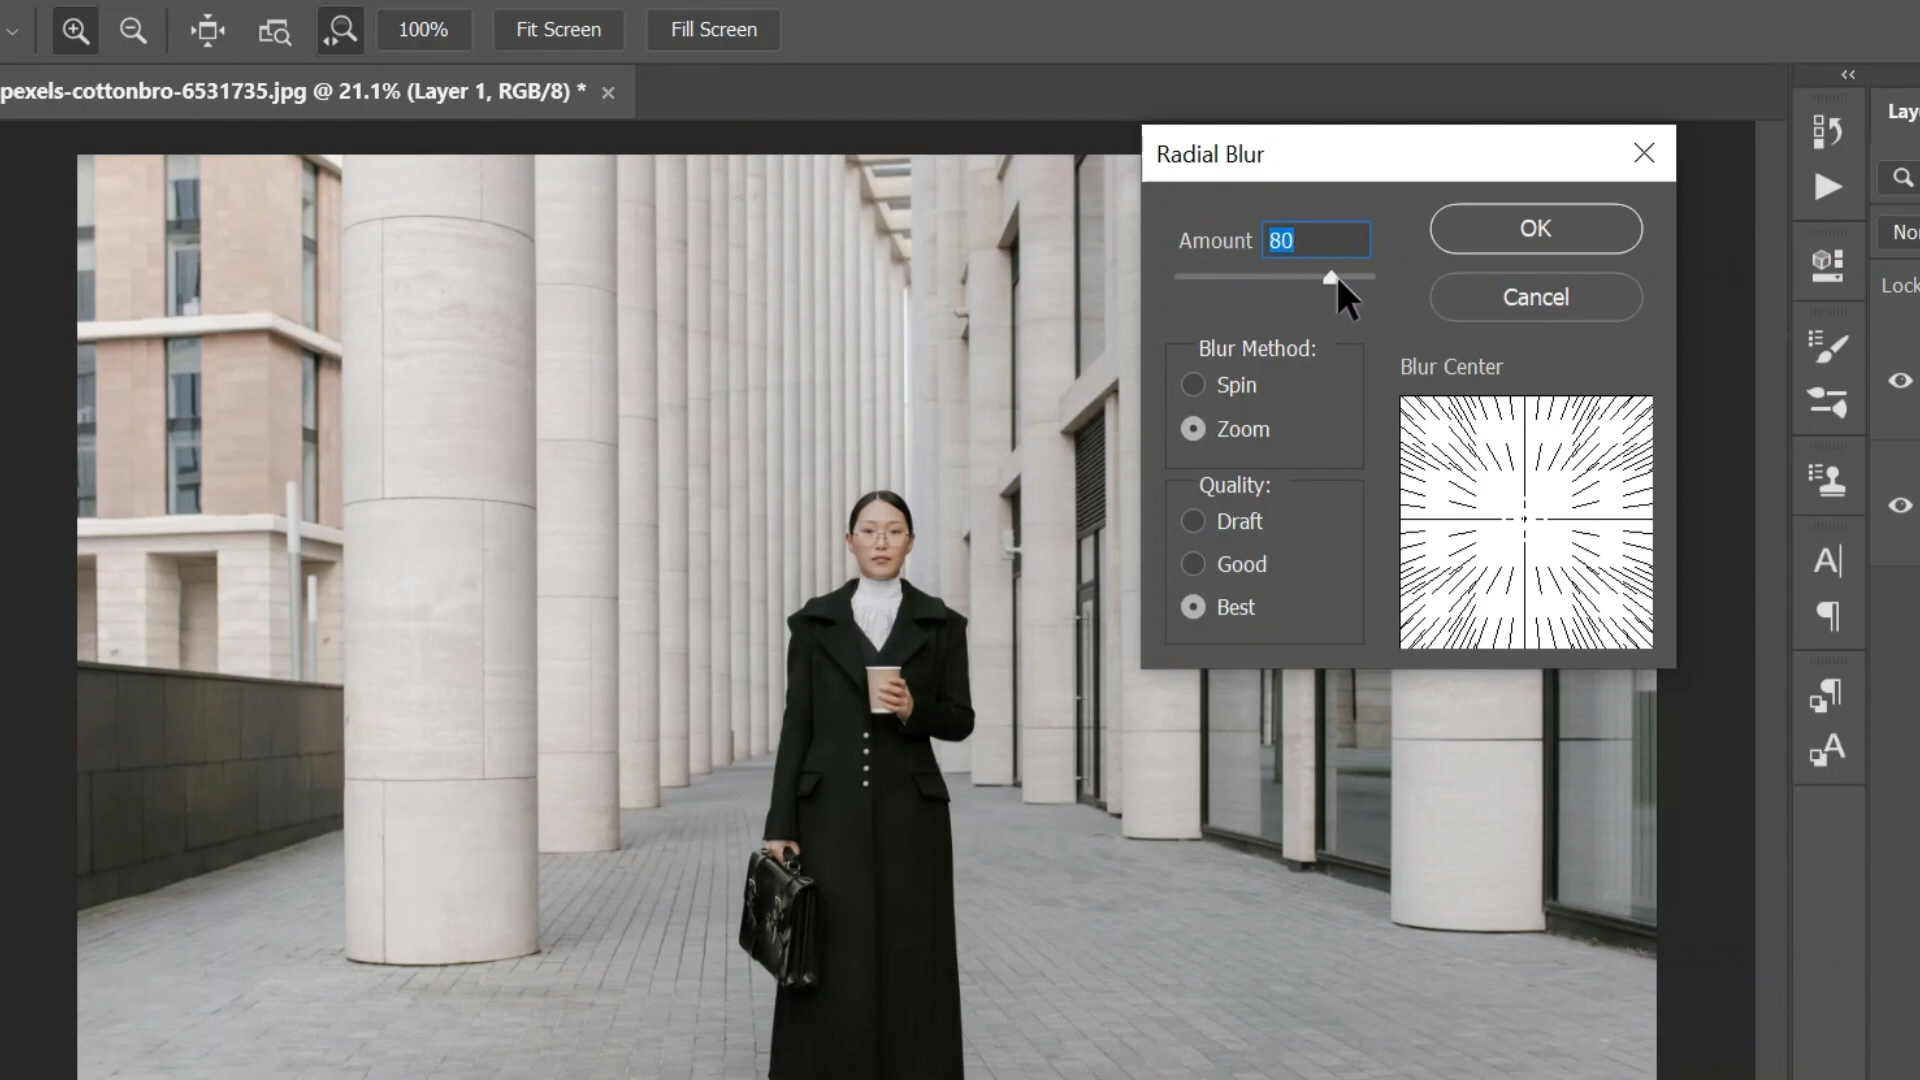 100%
Fit Screen
Fill Screen
pexels-cottonbro-6531735.jpg @ 21.1% (Layer 1, RGB/8) *
Radial Blur
Amount 80
OK
Cancel
Blur Method:
Spin
Zoom
Quality:
Draft
Good
Best
Blur Center
Lay
Nor
Lock